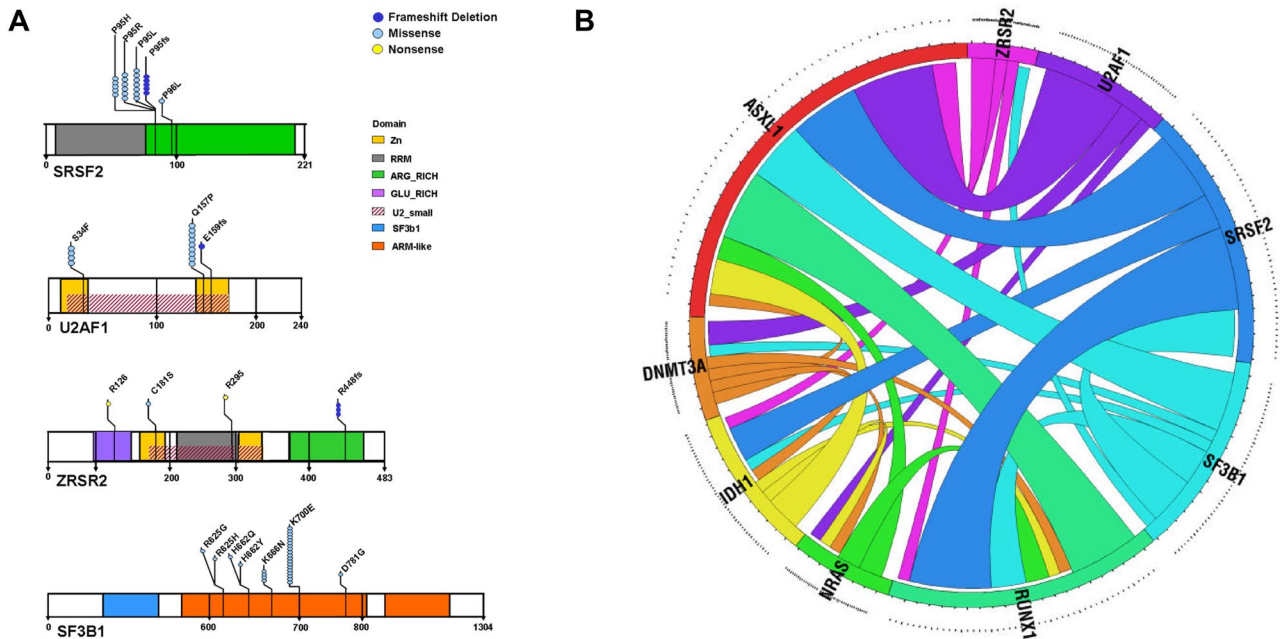 A
P95H
P95R
P95L
P95fs
P96L
0
100
221
SRSF2
Frameshift Deletion
Missense
Nonsense
Domain
Zn
RRM
ARG_RICH
GLU_RICH
U2_small
SF3b1
ARM-like
S34F
Q157P
E159fs
0
100
200
240
U2AF1
R126
C181S
R295
R448fs
0
200
300
400
483
ZRSR2
R625G
R625H
H662Q
H662Y
K666N
K700E
D781G
600
700
800
1304
SF3B1
B
ZRSR2
U2AF1
ASXL1
SRSF2
DNMT3A
SF3B1
IDH1
NRAS
RUNX1